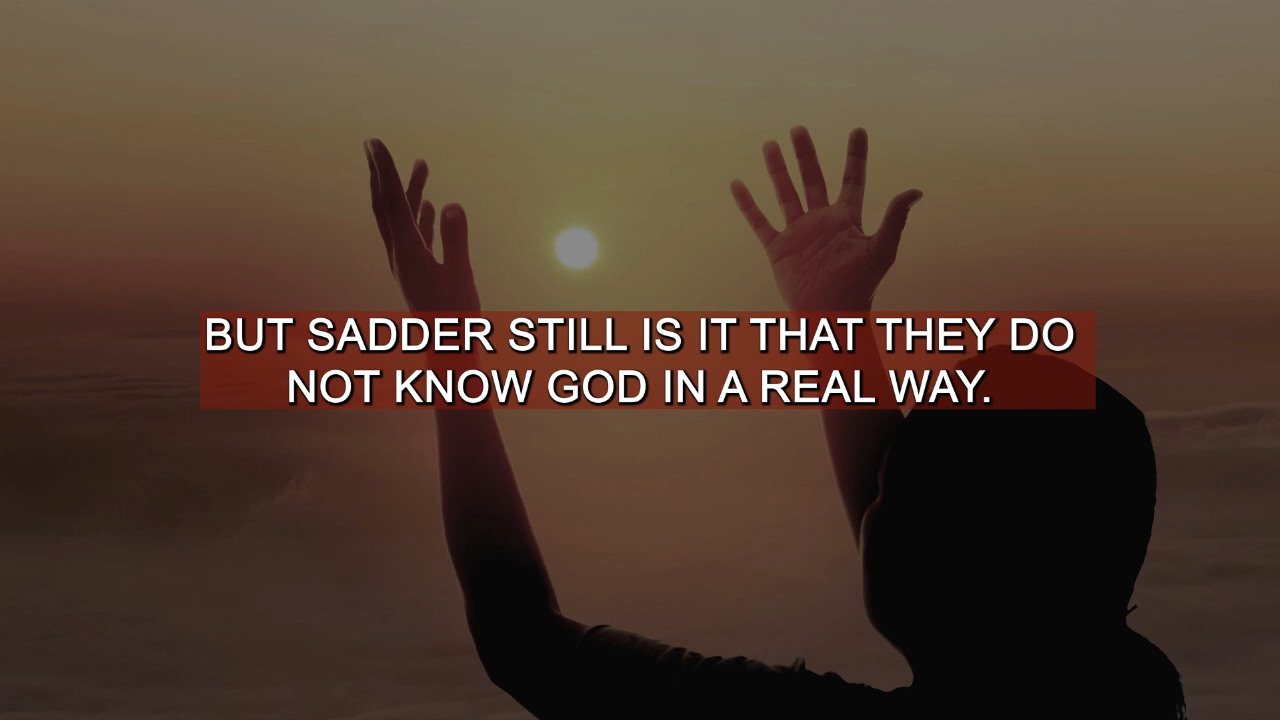 BUT SADDER STILL IS IT THAT THEY DO
NOT KNOW GOD IN A REAL WAY.